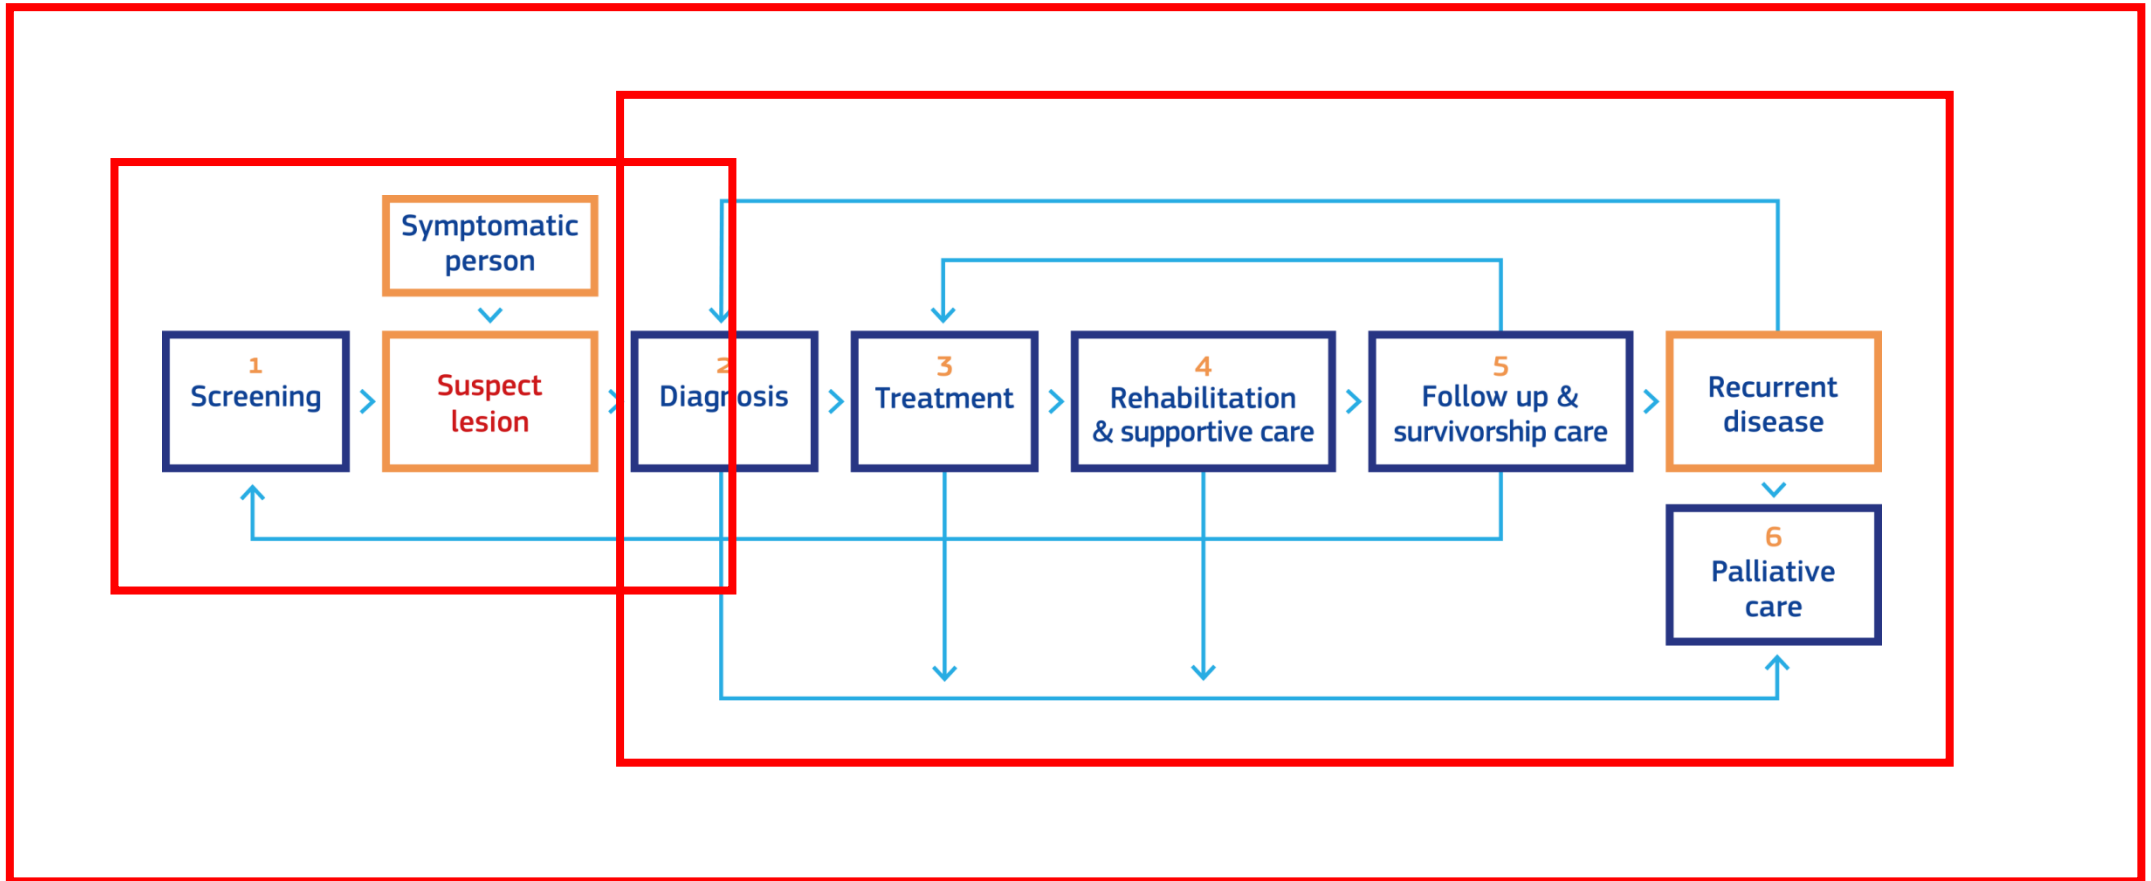 Symptomatic
person
1
Screening
Suspect
lesion
2
Diagnosis
3
Treatment
4
Rehabilitation
& supportive care
5
Follow up &
survivorship care
Recurrent
disease
6
Palliative
care